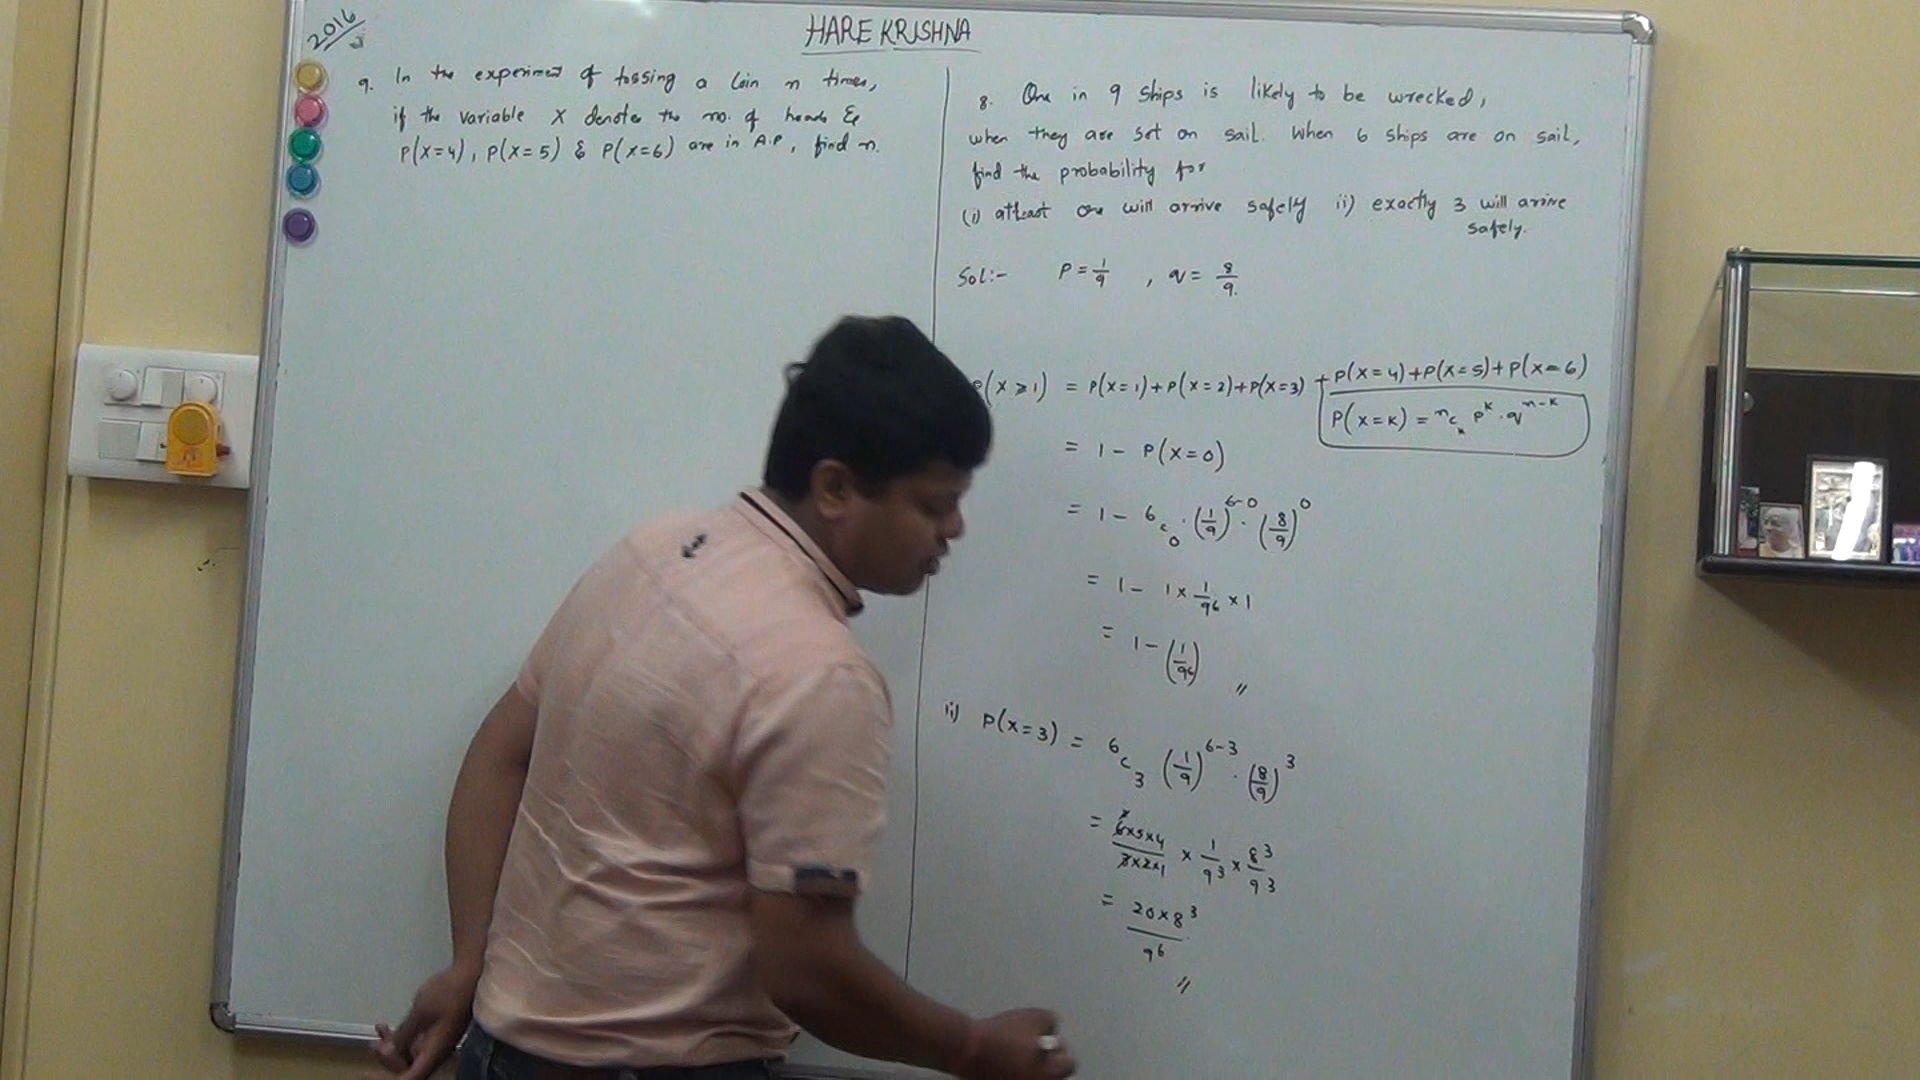 2016
HARE KRISHNA
9. In the experiment of tossing a Coin n times,
if the variable X denote the no. of heads &
P(X=4), P(X=5) & P(X=6) are in A.P, find n.
8. One in 9 Ships is likely to be wrecked,
when they are set on sail. When 6 ships are on sail,
find the probability for
(i) atleast one will arrive safely ii) exactly 3 will arrive
safely.
Sol:- P = 1/9 , q = 8/9.
P(X ⩾ 1) = P(X=1)+P(X=2)+P(X=3) + P(X=4)+P(X=5)+P(X=6)
P(X=K) = ⁿC_K P^K . q^(n-K)
= 1 - P(X=0)
= 1 - ⁶C₀ . (1/9)^(6-0) . (8/9)^0
= 1 - 1 × 1/9⁶ × 1
= 1 - (1/9⁶) //
ii) P(X=3) = ⁶C₃ (1/9)^(6-3) . (8/9)^3
= 6×5×4/3×2×1 × 1/9³ × 8³/9³
= 20×8³/9⁶. //